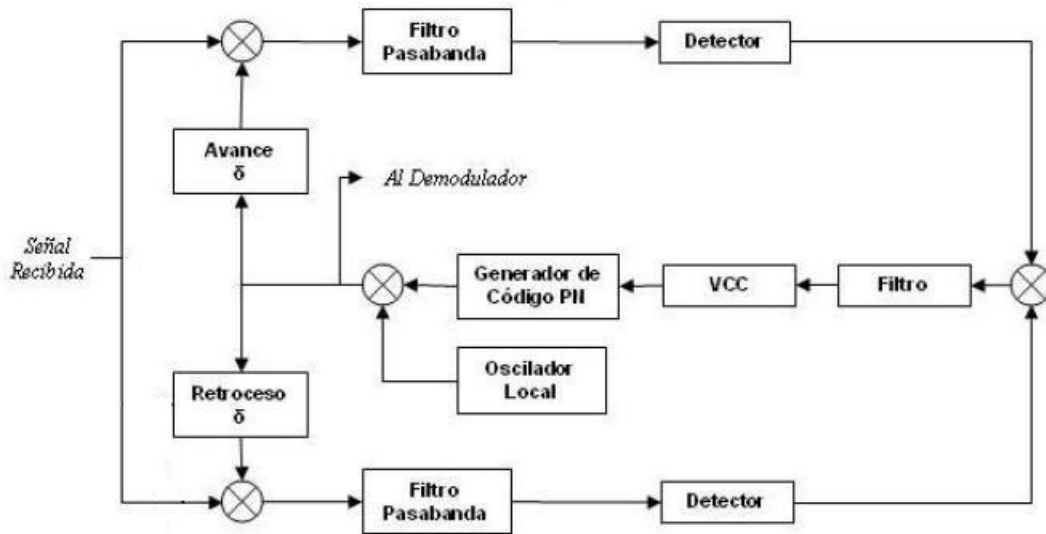 Filtro
Pasabanda
Detector
Avance
δ
Al Demodulador
Señal
Recibida
Generador de
Código PN
VCC
Filtro
Oscilador
Local
Retroceso
δ
Filtro
Pasabanda
Detector